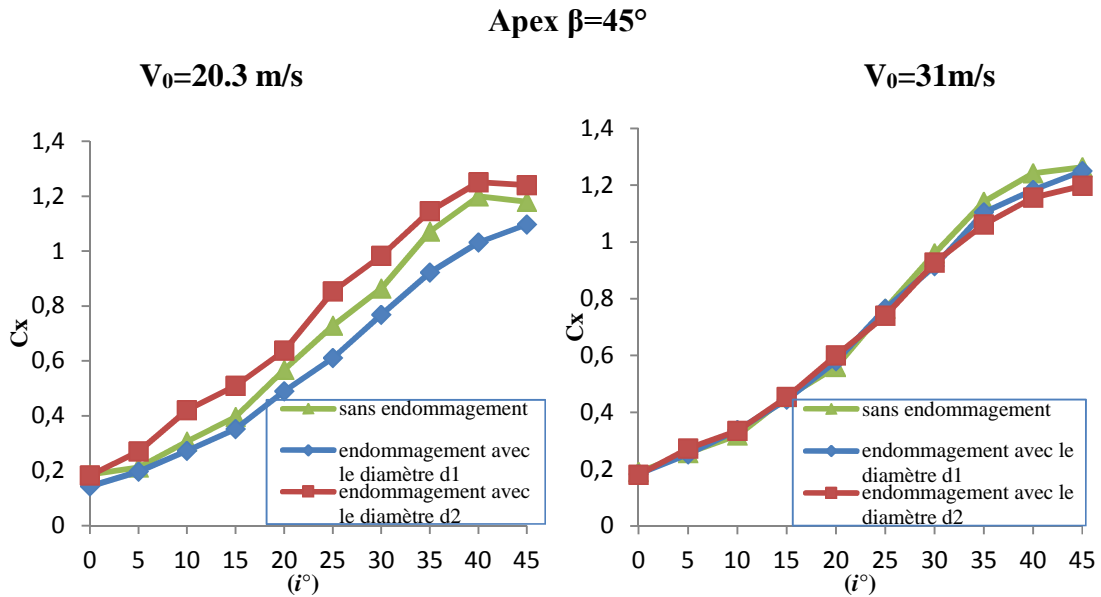 Apex β=45°
V₀=20.3 m/s
V₀=31m/s
1,4
1,2
1
0,8
0,6
0,4
0,2
0
Cx
0 5 10 15 20 25 30 35 40 45
(i°)
sans endommagement
endommagement avec
le diamètre d1
endommagement avec
le diamètre d2
1,4
1,2
1
0,8
0,6
0,4
0,2
0
Cx
0 5 10 15 20 25 30 35 40 45
(i°)
sans endommagement
endommagement avec le
diamètre d1
endommagement avec le
diamètre d2